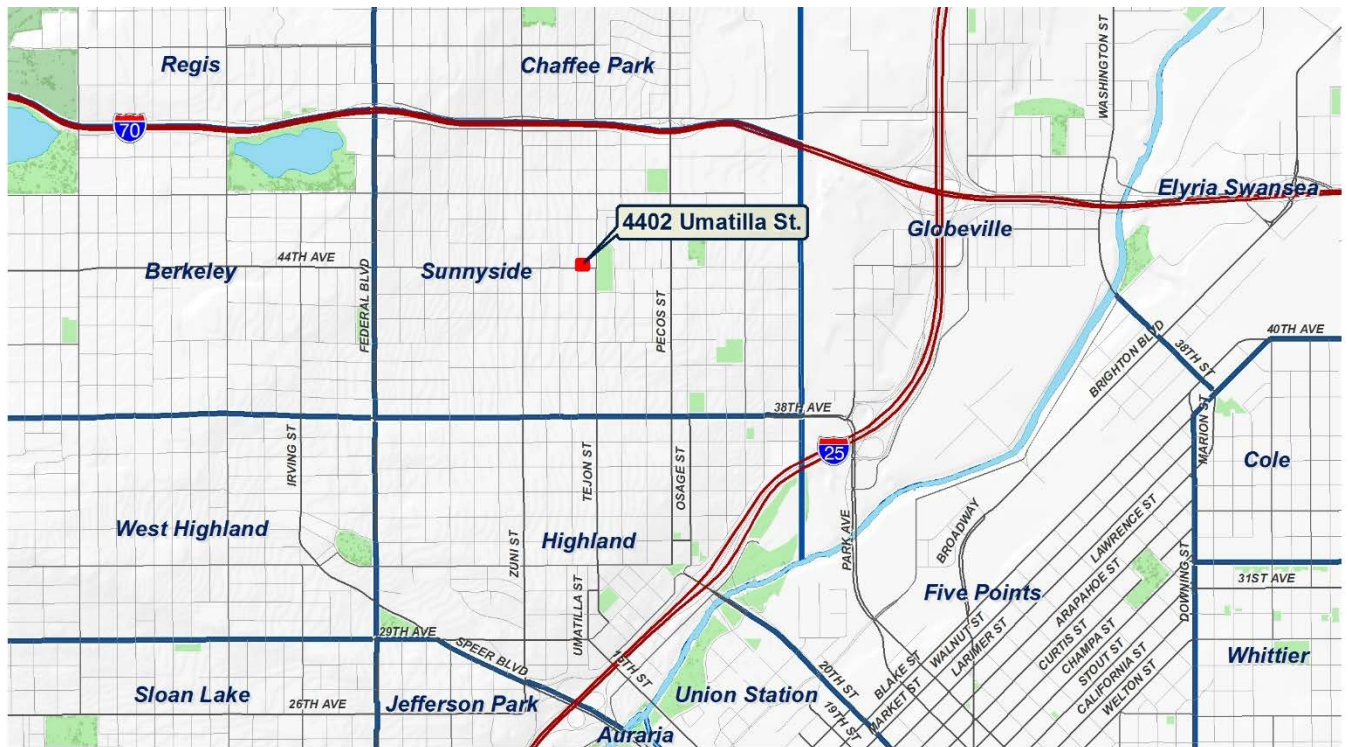 WASHINGTON ST
Regis
Chaffee Park
70
Elyria Swansea
4402 Umatilla St.
Globeville
44TH AVE
Berkeley
Sunnyside
FEDERAL BLVD
PECOS ST
40TH AVE
38TH ST
BRIGHTON BLVD
38TH AVE
MARION ST
25
Cole
IRVING ST
TEJON ST
OSAGE ST
West Highland
Highland
ZUNI ST
PARK AVE
BROADWAY
LAWRENCE ST
ARAPAHOE ST
DOWNING ST
31ST AVE
Five Points
UMATILLA ST
WALNUT ST
LARIMER ST
CURTIS ST
CHAMPA ST
STOUT ST
CALIFORNIA ST
WELTON ST
29TH AVE
SPEER BLVD
15TH ST
BLAKE ST
MARKET ST
20TH ST
19TH ST
Whittier
Sloan Lake
26TH AVE
Jefferson Park
Union Station
Auraria